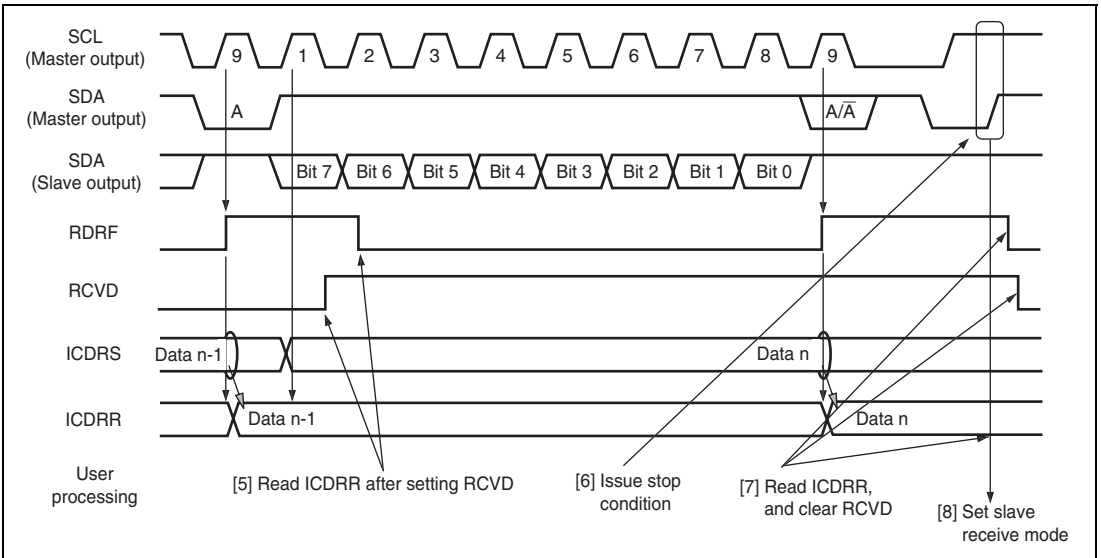 SCL
(Master output)
9 1 2 3 4 5 6 7 8 9
SDA
(Master output)
A A/A̅
SDA
(Slave output)
Bit 7 Bit 6 Bit 5 Bit 4 Bit 3 Bit 2 Bit 1 Bit 0
RDRF
RCVD
ICDRS
Data n-1 Data n
ICDRR
Data n-1 Data n
User
processing
[5] Read ICDRR after setting RCVD
[6] Issue stop
condition
[7] Read ICDRR,
and clear RCVD
[8] Set slave
receive mode